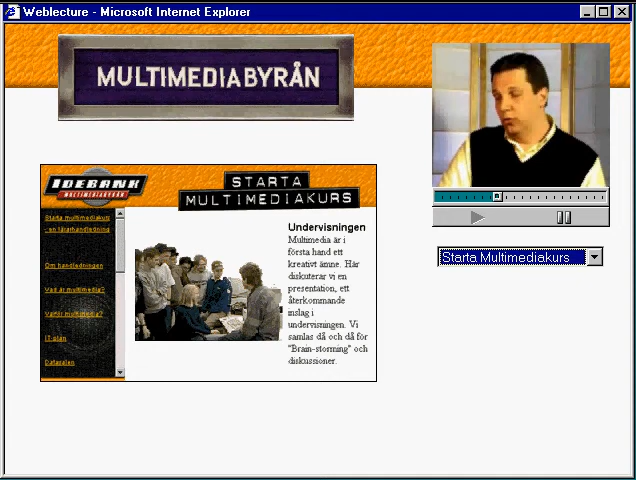 Weblecture - Microsoft Internet Explorer
MULTIMEDIABYRÅN
IDEBANK
MULTIMEDIABYRÅN
STARTA
MULTIMEDIAKURS
Starta multimediakurs
- en lärarhandledning
Om handledningen
Vad är multimedia?
Varför multimedia?
IT-plan
Datasalen
Undervisningen
Multimedia är i
första hand ett
kreativt ämne. Här
diskuterar vi en
presentation, ett
återkommande
inslag i
undervisningen. Vi
samlas då och då för
"Brain-storming" och
diskussioner.
Starta Multimediakurs